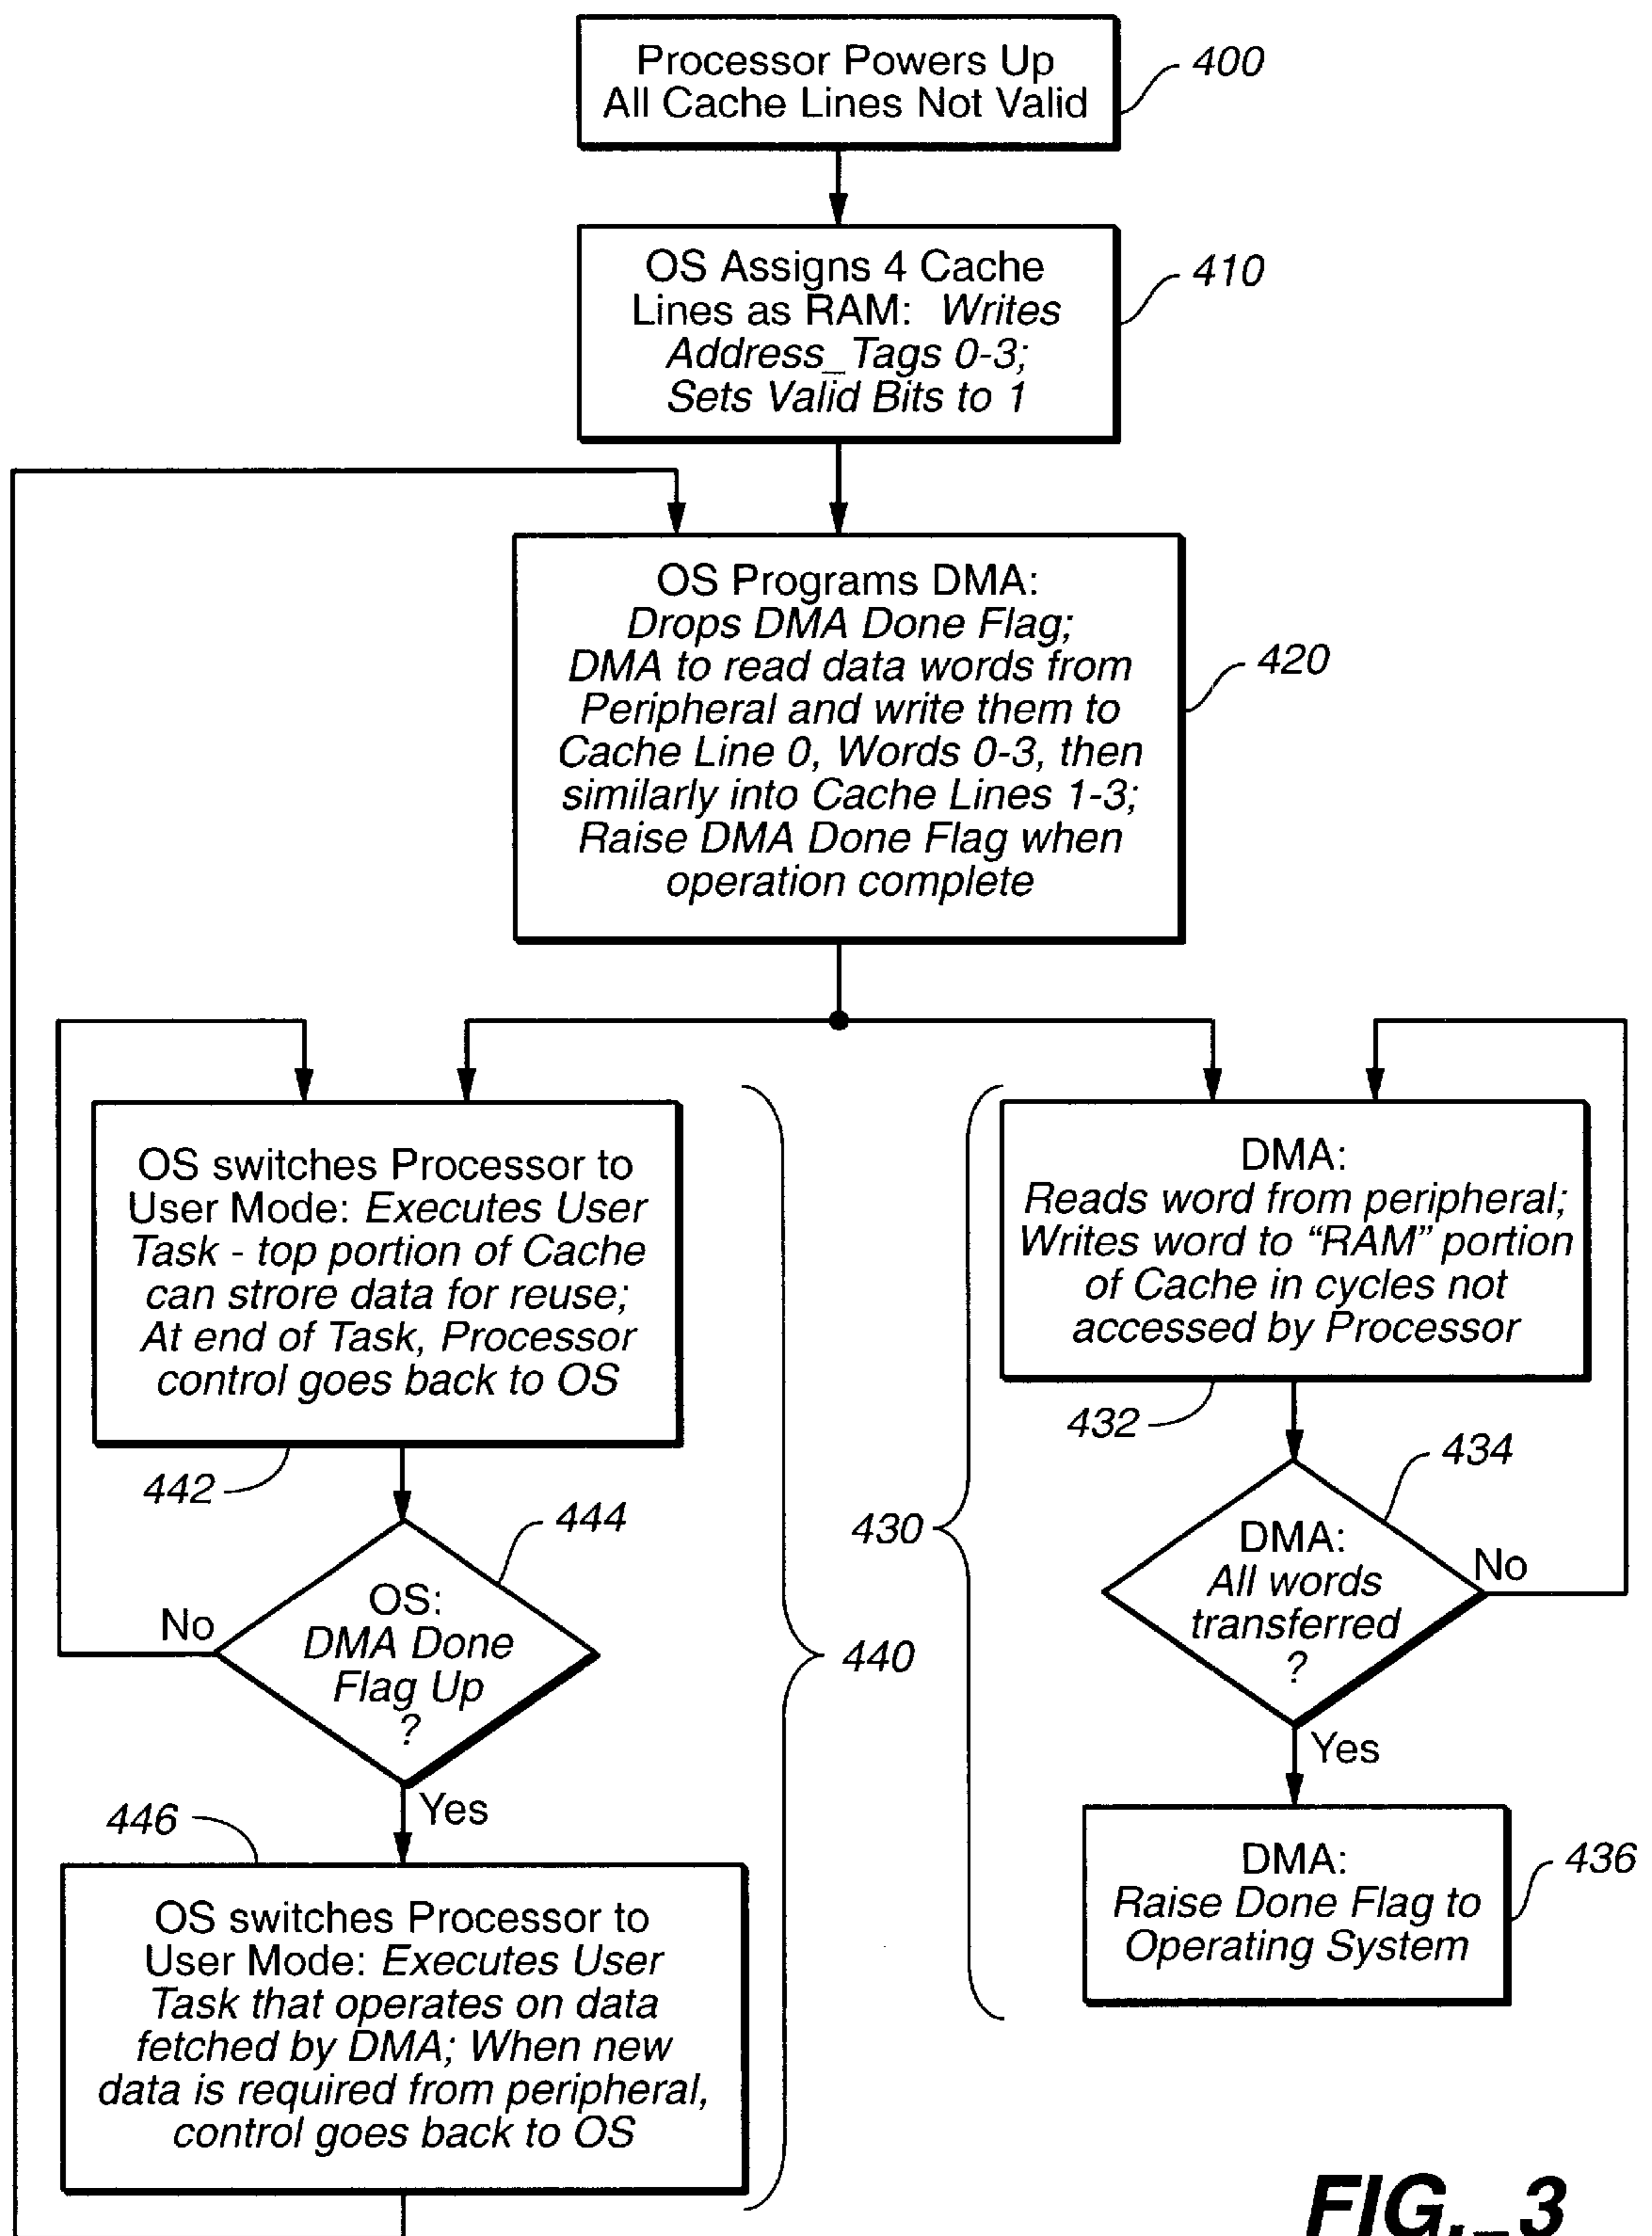 Processor Powers Up
All Cache Lines Not Valid
400
OS Assigns 4 Cache
Lines as RAM: Writes
Address_Tags 0-3;
Sets Valid Bits to 1
410
OS Programs DMA:
Drops DMA Done Flag;
DMA to read data words from
Peripheral and write them to
Cache Line 0, Words 0-3, then
similarly into Cache Lines 1-3;
Raise DMA Done Flag when
operation complete
420
OS switches Processor to
User Mode: Executes User
Task - top portion of Cache
can strore data for reuse;
At end of Task, Processor
control goes back to OS
442
OS:
DMA Done
Flag Up
?
444
No
Yes
446
OS switches Processor to
User Mode: Executes User
Task that operates on data
fetched by DMA; When new
data is required from peripheral,
control goes back to OS
440
430
DMA:
Reads word from peripheral;
Writes word to “RAM” portion
of Cache in cycles not
accessed by Processor
432
434
DMA:
All words
transferred
?
No
Yes
DMA:
Raise Done Flag to
Operating System
436
FIG._3